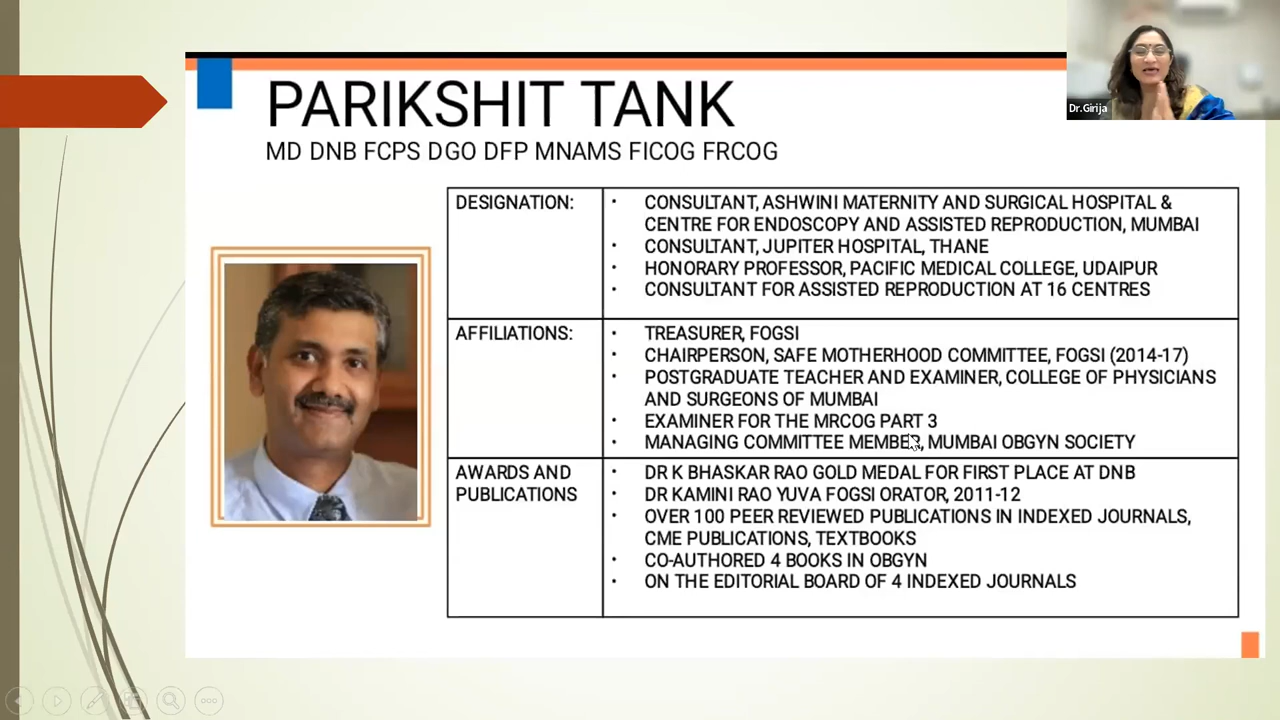 PARIKSHIT TANK
MD DNB FCPS DGO DFP MNAMS FICOG FRCOG
Dr.Girija
DESIGNATION:
• CONSULTANT, ASHWINI MATERNITY AND SURGICAL HOSPITAL &
CENTRE FOR ENDOSCOPY AND ASSISTED REPRODUCTION, MUMBAI
• CONSULTANT, JUPITER HOSPITAL, THANE
• HONORARY PROFESSOR, PACIFIC MEDICAL COLLEGE, UDAIPUR
• CONSULTANT FOR ASSISTED REPRODUCTION AT 16 CENTRES
AFFILIATIONS:
• TREASURER, FOGSI
• CHAIRPERSON, SAFE MOTHERHOOD COMMITTEE, FOGSI (2014-17)
• POSTGRADUATE TEACHER AND EXAMINER, COLLEGE OF PHYSICIANS
AND SURGEONS OF MUMBAI
• EXAMINER FOR THE MRCOG PART 3
• MANAGING COMMITTEE MEMBER, MUMBAI OBGYN SOCIETY
AWARDS AND
PUBLICATIONS
• DR K BHASKAR RAO GOLD MEDAL FOR FIRST PLACE AT DNB
• DR KAMINI RAO YUVA FOGSI ORATOR, 2011-12
• OVER 100 PEER REVIEWED PUBLICATIONS IN INDEXED JOURNALS,
CME PUBLICATIONS, TEXTBOOKS
• CO-AUTHORED 4 BOOKS IN OBGYN
• ON THE EDITORIAL BOARD OF 4 INDEXED JOURNALS